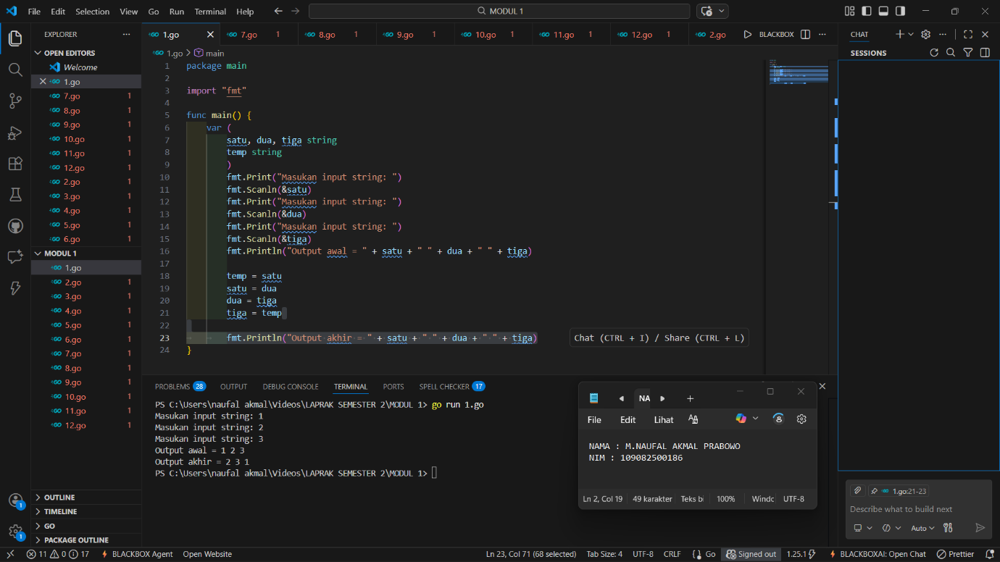 File Edit Selection View Go Run Terminal Help MODUL 1
EXPLORER
OPEN EDITORS
Welcome
1.go
7.go 1
8.go 1
9.go 1
10.go 1
11.go 1
12.go 1
2.go 1
3.go 1
4.go 1
5.go 1
6.go 1
MODUL 1
1.go
2.go 1
3.go 1
4.go 1
5.go 1
6.go 1
7.go 1
8.go 1
9.go 1
10.go 1
11.go 1
12.go 1
OUTLINE
TIMELINE
GO
PACKAGE OUTLINE
1.go 7.go 1 8.go 1 9.go 1 10.go 1 11.go 1 12.go 1 2.go BLACKBOX
1.go > main
1 package main
2
3 import "fmt"
4
5 func main() {
6 var (
7 satu, dua, tiga string
8 temp string
9 )
10 fmt.Print("Masukan input string: ")
11 fmt.Scanln(&satu)
12 fmt.Print("Masukan input string: ")
13 fmt.Scanln(&dua)
14 fmt.Print("Masukan input string: ")
15 fmt.Scanln(&tiga)
16 fmt.Println("Output awal = " + satu + " " + dua + " " + tiga)
17
18 temp = satu
19 satu = dua
20 dua = tiga
21 tiga = temp
22
23 fmt.Println("Output akhir = " + satu + " " + dua + " " + tiga)
24 }
Chat (CTRL + I) / Share (CTRL + L)
PROBLEMS 28 OUTPUT DEBUG CONSOLE TERMINAL PORTS SPELL CHECKER 17
PS C:\Users\naufal akmal\Videos\LAPRAK SEMESTER 2\MODUL 1> go run 1.go
Masukan input string: 1
Masukan input string: 2
Masukan input string: 3
Output awal = 1 2 3
Output akhir = 2 3 1
PS C:\Users\naufal akmal\Videos\LAPRAK SEMESTER 2\MODUL 1>
NA
File Edit Lihat
NAMA : M.NAUFAL AKMAL PRABOWO
NIM : 109082500186
Ln 2, Col 19 49 karakter Teks bi 100% Windc UTF-8
CHAT
SESSIONS
1.go:21-23
Describe what to build next
Auto
1
1
11 0 17 BLACKBOX Agent Open Website Ln 23, Col 71 (68 selected) Tab Size: 4 UTF-8 CRLF {} Go Signed out 1.25.1 BLACKBOXAI: Open Chat Prettier